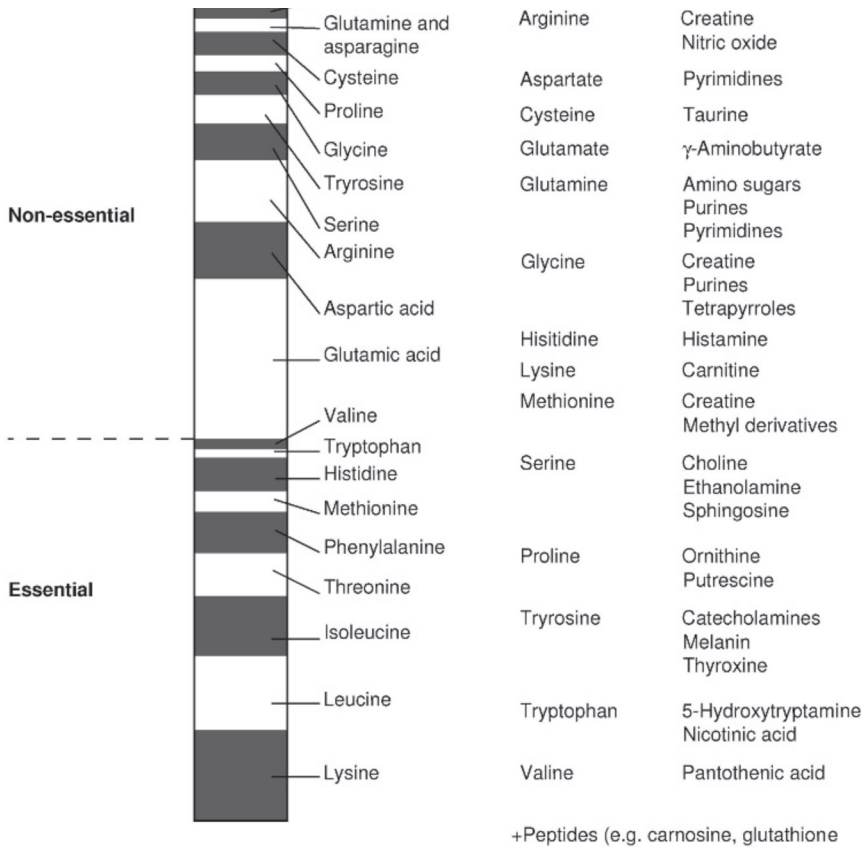 Glutamine and
asparagine
Cysteine
Proline
Glycine
Tryrosine
Serine
Arginine
Aspartic acid
Glutamic acid
Non-essential
Valine
Tryptophan
Histidine
Methionine
Phenylalanine
Threonine
Isoleucine
Leucine
Lysine
Essential
Arginine Creatine
Nitric oxide
Aspartate Pyrimidines
Cysteine Taurine
Glutamate γ-Aminobutyrate
Glutamine Amino sugars
Purines
Pyrimidines
Glycine Creatine
Purines
Tetrapyrroles
Hisitidine Histamine
Lysine Carnitine
Methionine Creatine
Methyl derivatives
Serine Choline
Ethanolamine
Sphingosine
Proline Ornithine
Putrescine
Tryrosine Catecholamines
Melanin
Thyroxine
Tryptophan 5-Hydroxytryptamine
Nicotinic acid
Valine Pantothenic acid
+Peptides (e.g. carnosine, glutathione